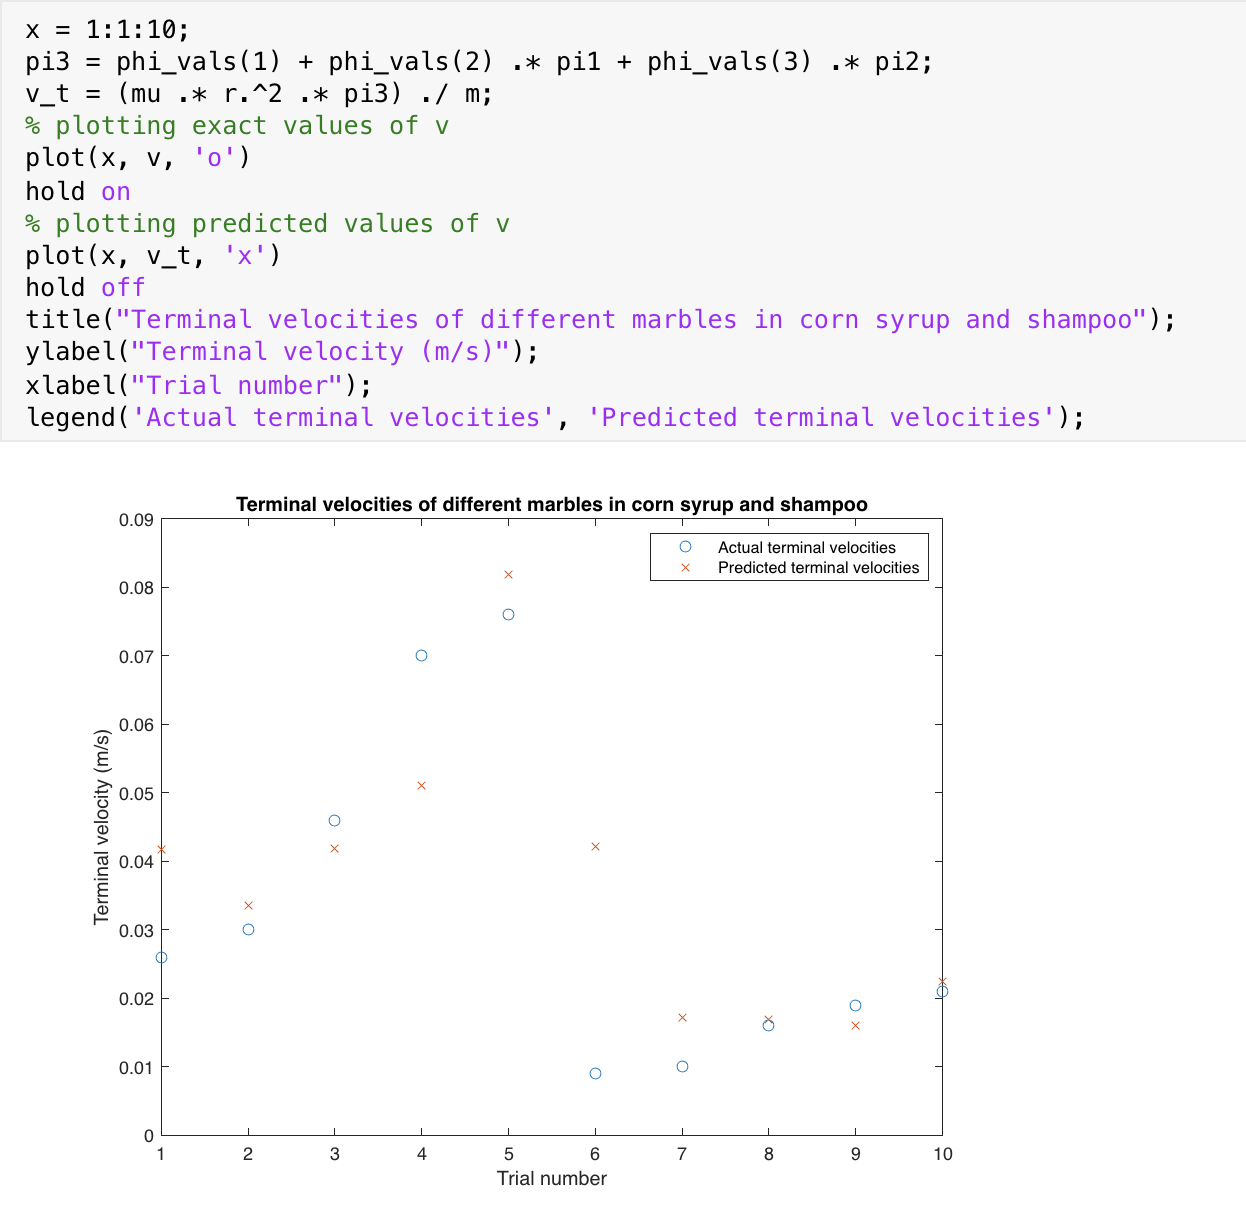 x = 1:1:10;
pi3 = phi_vals(1) + phi_vals(2) .* pi1 + phi_vals(3) .* pi2;
v_t = (mu .* r.^2 .* pi3) ./ m;
% plotting exact values of v
plot(x, v, 'o')
hold on
% plotting predicted values of v
plot(x, v_t, 'x')
hold off
title("Terminal velocities of different marbles in corn syrup and shampoo");
ylabel("Terminal velocity (m/s)");
xlabel("Trial number");
legend('Actual terminal velocities', 'Predicted terminal velocities');
Terminal velocities of different marbles in corn syrup and shampoo
Actual terminal velocities
Predicted terminal velocities
Terminal velocity (m/s)
0.09
0.08
0.07
0.06
0.05
0.04
0.03
0.02
0.01
0
1 2 3 4 5 6 7 8 9 10
Trial number